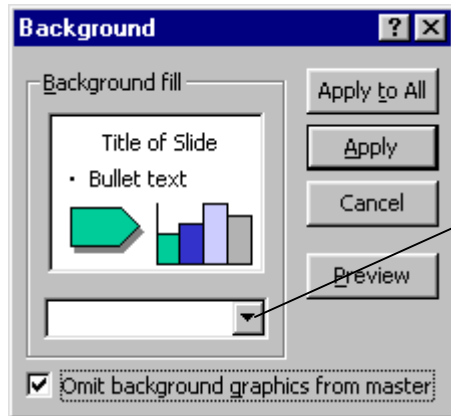 Background
Background fill
Title of Slide
• Bullet text
Apply to All
Apply
Cancel
Preview
Omit background graphics from master